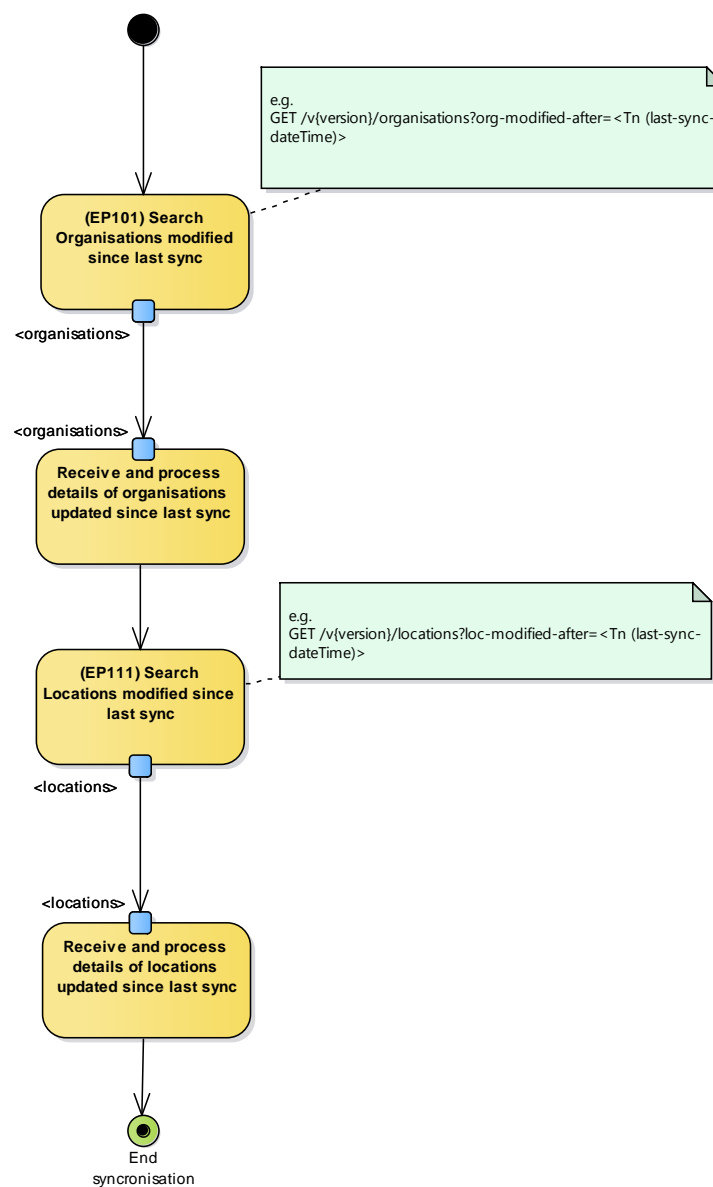 e.g.
GET /v{version}/organisations?org-modified-after=<Tn (last-sync-
dateTime)>
(EP101) Search
Organisations modified
since last sync
<organisations>
<organisations>
Receive and process
details of organisations
updated since last sync
e.g.
GET /v{version}/locations?loc-modified-after=<Tn (last-sync-
dateTime)>
(EP111) Search
Locations modified since
last sync
<locations>
<locations>
Receive and process
details of locations
updated since last sync
End
syncronisation